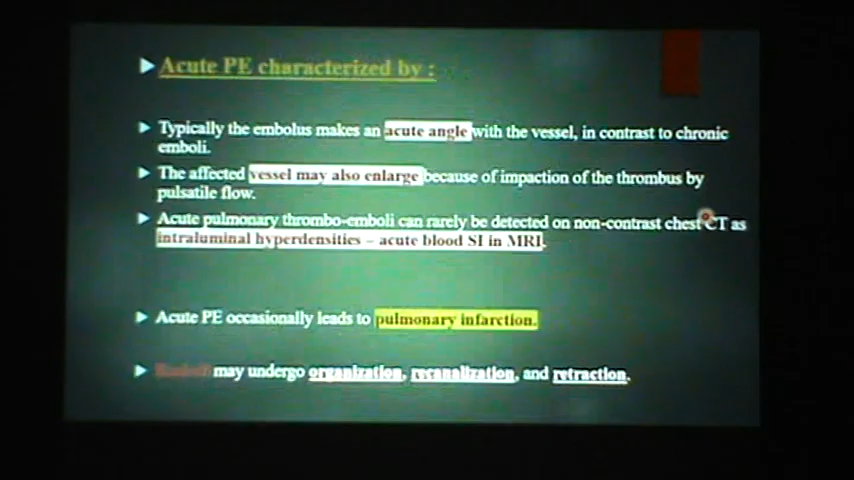 Acute PE characterized by :
Typically the embolus makes an acute angle with the vessel, in contrast to chronic
emboli.
The affected vessel may also enlarge because of impaction of the thrombus by
pulsatile flow.
Acute pulmonary thrombo-emboli can rarely be detected on non-contrast chest CT as
intraluminal hyperdensities – acute blood SI in MRI.
Acute PE occasionally leads to pulmonary infarction.
may undergo organization, recanalization, and retraction.